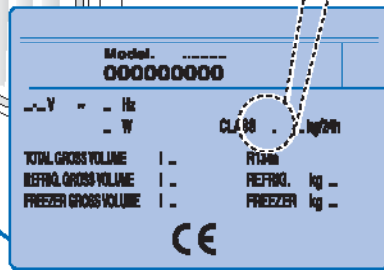 Model. ......
000000000
_._ V ~ _ Hz
_ W CLASS . . kg/24h
TOTAL GROSS VOLUME l _ R134a
REFRIG. GROSS VOLUME l _ REFRIG. kg _
FREEZER GROSS VOLUME l _ FREEZER kg _
CE